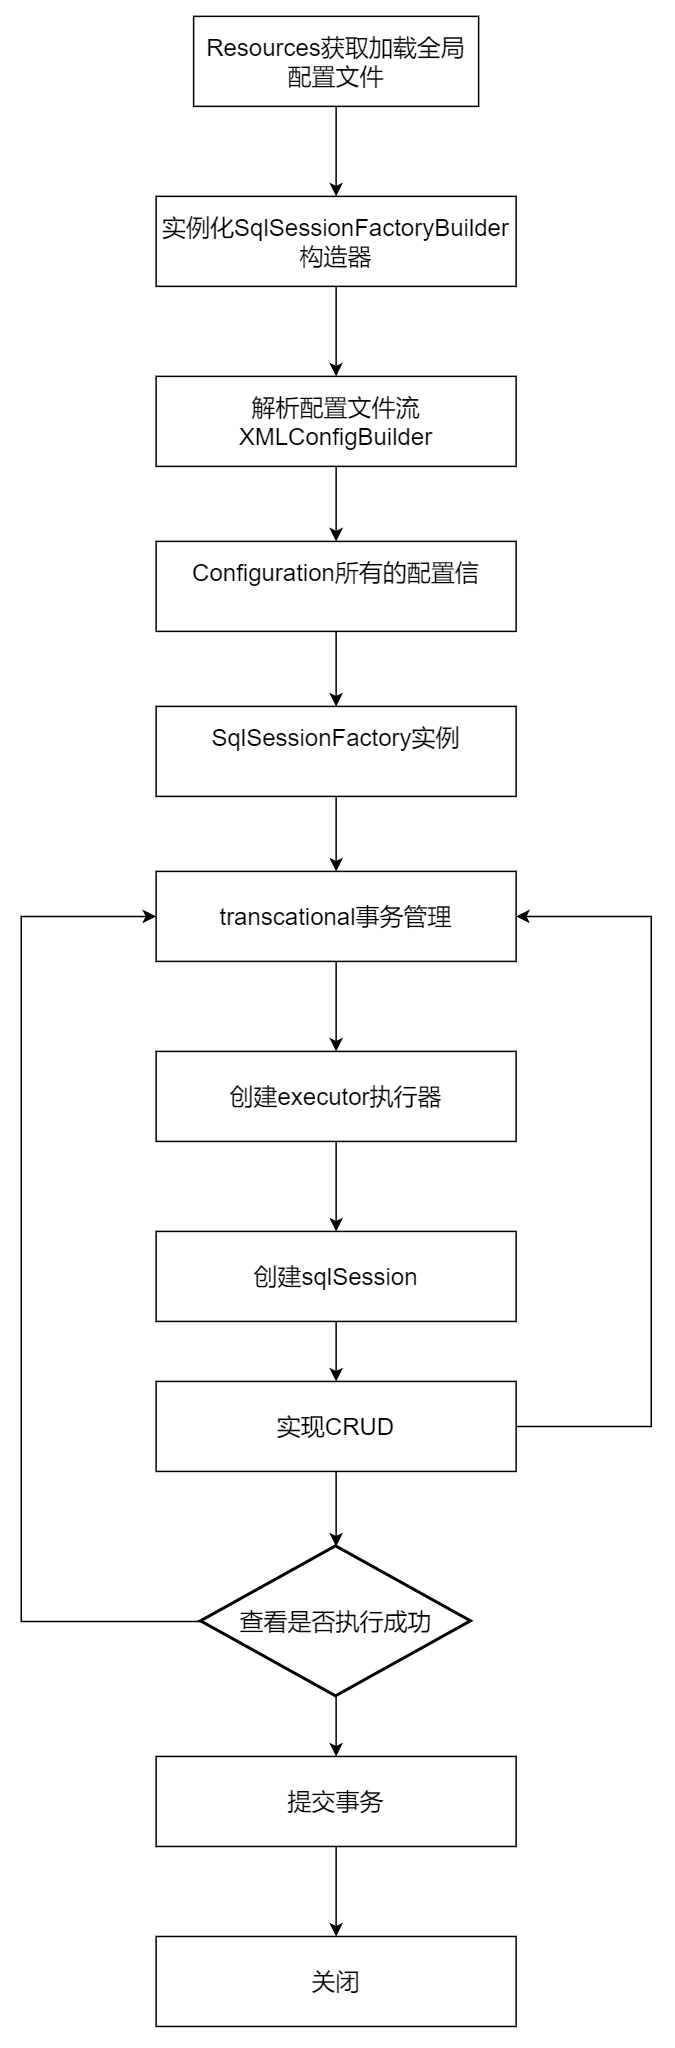 Resources获取加载全局
配置文件
实例化SqlSessionFactoryBuilder
构造器
解析配置文件流
XMLConfigBuilder
Configuration所有的配置信
SqlSessionFactory实例
transcational事务管理
创建executor执行器
创建sqlSession
实现CRUD
查看是否执行成功
提交事务
关闭